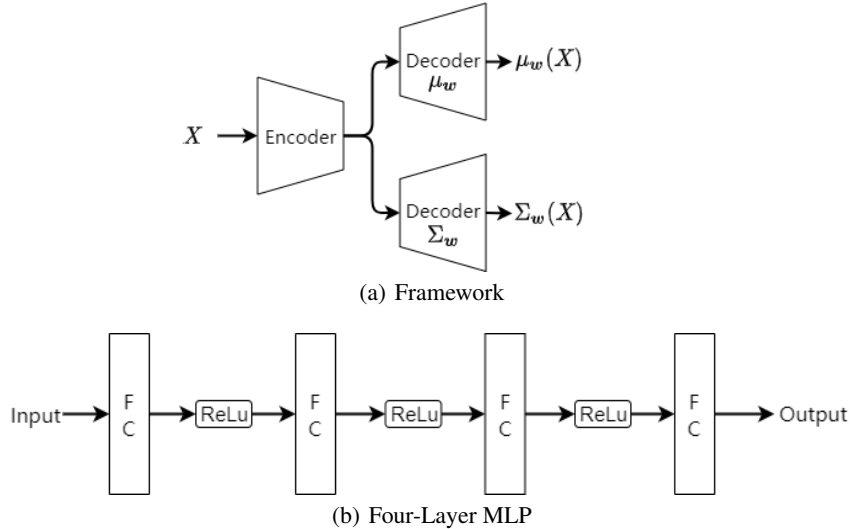 Decoder
μ_w
μ_w(X)
X
Encoder
Decoder
Σ_w
Σ_w(X)
(a) Framework
Input
F
C
ReLu
F
C
ReLu
F
C
ReLu
F
C
Output
(b) Four-Layer MLP